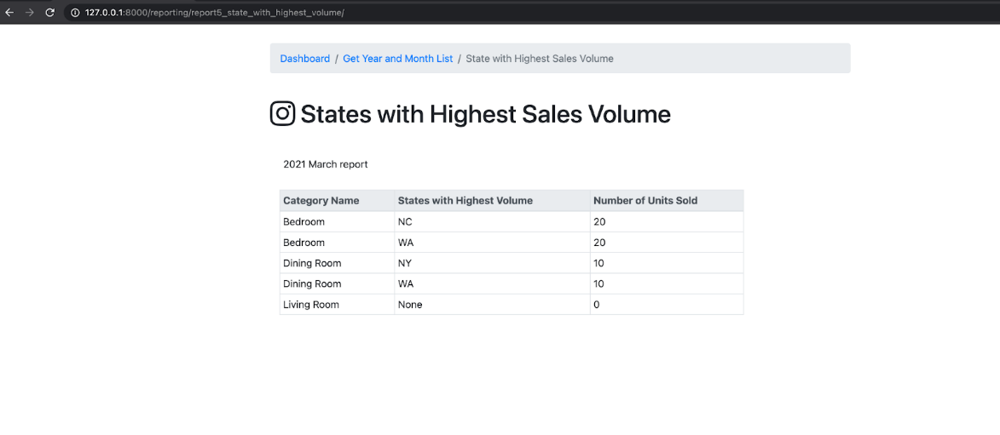 127.0.0.1:8000/reporting/report5_state_with_highest_volume/
Dashboard / Get Year and Month List / State with Highest Sales Volume
States with Highest Sales Volume
2021 March report
Category Name States with Highest Volume Number of Units Sold
Bedroom NC 20
Bedroom WA 20
Dining Room NY 10
Dining Room WA 10
Living Room None 0